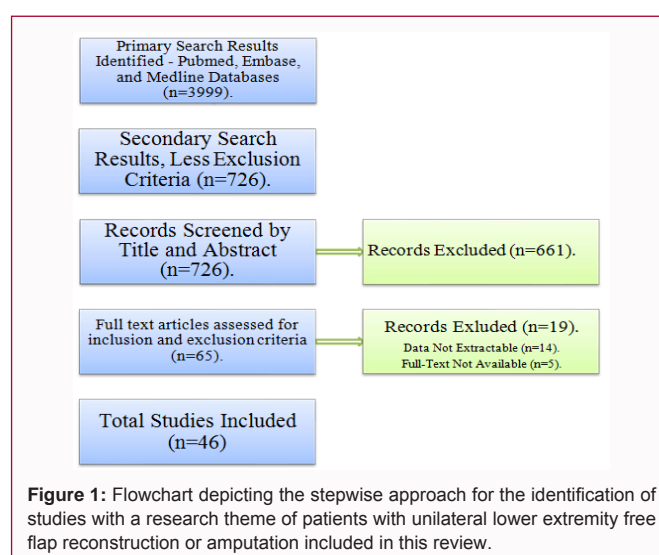 Primary Search Results
Identified - Pubmed, Embase,
and Medline Databases
(n=3999).
Secondary Search
Results, Less Exclusion
Criteria (n=726).
Records Screened by
Title and Abstract
(n=726).
Records Excluded (n=661).
Full text articles assessed for
inclusion and exclusion criteria
(n=65).
Records Exluded (n=19).
Data Not Extractable (n=14).
Full-Text Not Available (n=5).
Total Studies Included
(n=46)
Figure 1: Flowchart depicting the stepwise approach for the identification of
studies with a research theme of patients with unilateral lower extremity free
flap reconstruction or amputation included in this review.